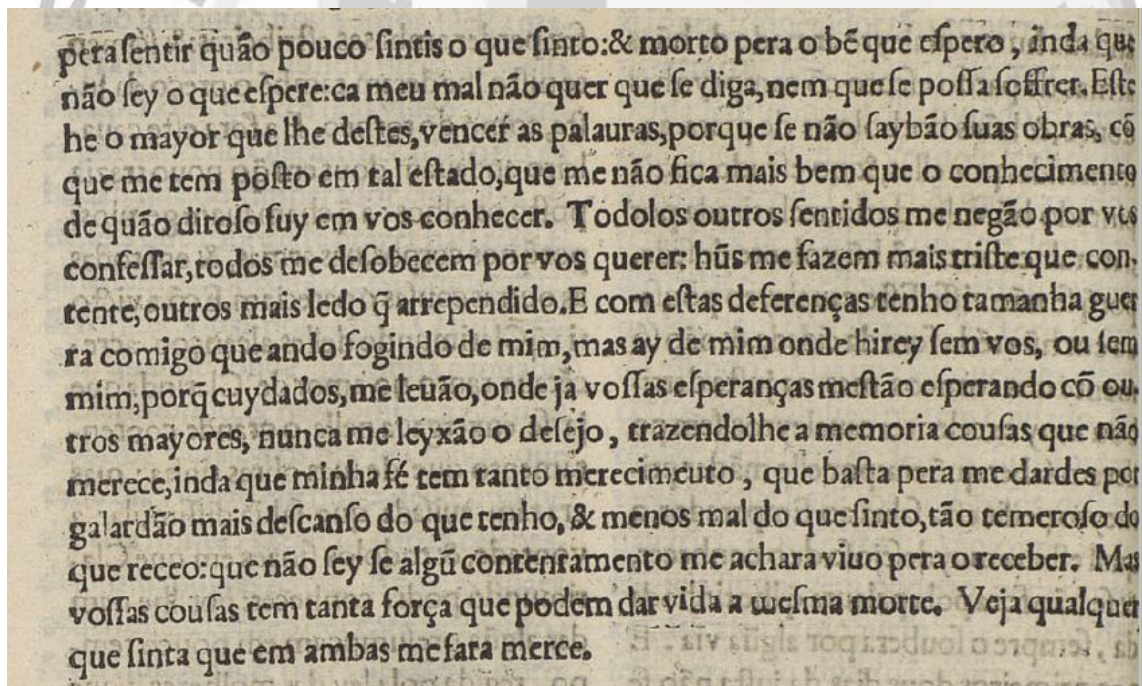 pera ſentir quão pouco ſintis o que ſinto:& morto pera o bẽ que eſpero, inda que
não ſey o que eſpere:ca meu mal não quer que ſe diga,nem que ſe poſſa ſoffrer.Eſte
he o mayor que lhe deſtes,vencer as palauras,porque ſe não ſaybão ſuas obras, cõ
que me tem poſto em tal eſtado,que me não fica mais bem que o conhecimento
de quão ditoſo fuy em vos conhecer. Todolos outros ſentidos me negão por vos
confeſſar,todos me deſobecem por vos querer: hũs me fazem mais triſte que con-
tente,outros mais ledo q̃ arrependido.E com eſtas deferenças tenho tamanha guer
ra comigo que ando fogindo de mim,mas ay de mim onde hirey ſem vos, ou ſem
mim,porq̃ cuydados,me leuão,onde ja voſſas eſperanças meſtão eſperando cõ ou-
tros mayores, nunca me leyxão o deſejo, trazendolhe a memoria couſas que não
merece,inda que minha fé tem tanto merecimcuto, que baſta pera me dardes por
galardão mais deſcanſo do que tenho, & menos mal do que ſinto,tão temeroſo do
que receo:que não ſey ſe algũ contentamento me achara viuo pera o receber. Mas
voſſas couſas tem tanta força que podem dar vida a weſma morte. Veja qualquer
que ſinta que em ambas me fara merce.